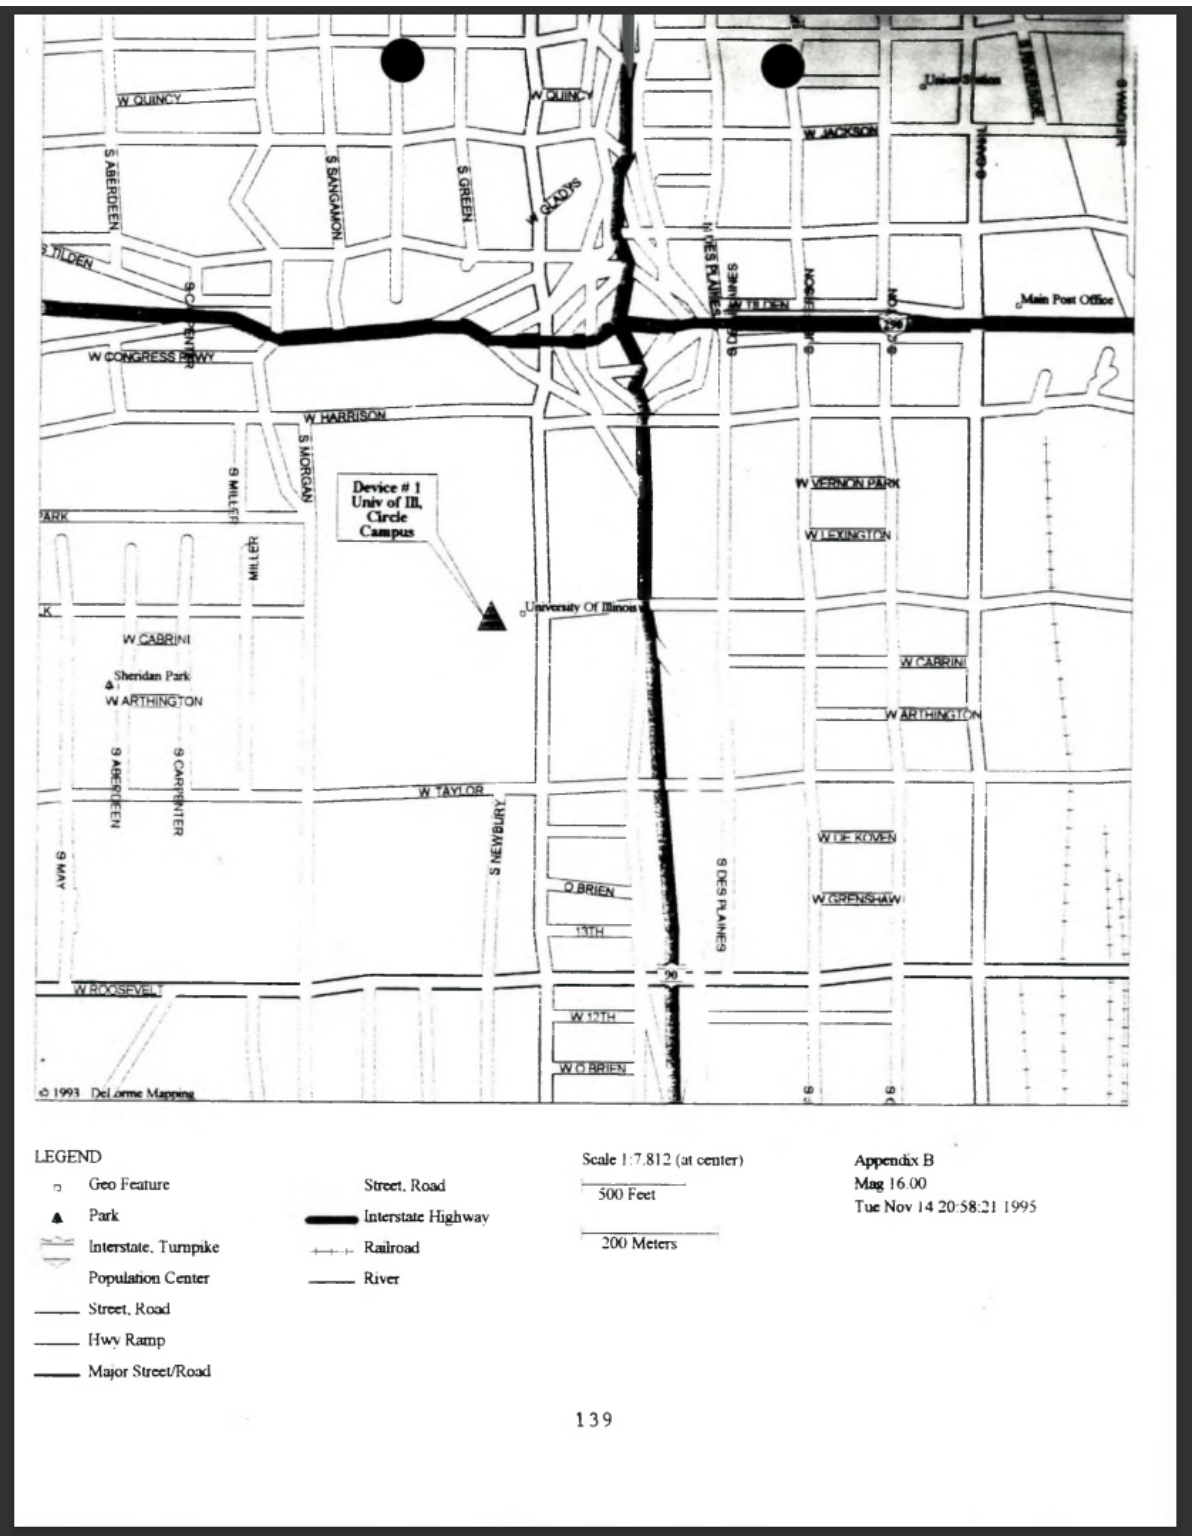 Union Station
W QUINCY
W QUINCY
W JACKSON
S ABERDEEN
S SANGAMON
S GREEN
W GLADYS
S TILDEN
W TILDEN
Main Post Office
290
W CONGRESS PKWY
W HARRISON
S MORGAN
S MILLER
Device # 1
Univ of Ill,
Circle
Campus
W VERNON PARK
PARK
W LEXINGTON
MILLER
K
University Of Illinois
W CABRINI
W CABRINI
Sheridan Park
W ARTHINGTON
W ARTHINGTON
S ABERDEEN
S CARPENTER
W TAYLOR
S NEWBURY
W DE KOVEN
S MAY
S DES PLAINES
O BRIEN
W GRENSHAW
13TH
90
W ROOSEVELT
W 12TH
W O BRIEN
© 1993 DeLorme Mapping
LEGEND
Geo Feature
Park
Interstate, Turnpike
Population Center
Street, Road
Hwy Ramp
Major Street/Road
Street, Road
Interstate Highway
Railroad
River
Scale 1:7.812 (at center)
500 Feet
200 Meters
Appendix B
Mag 16.00
Tue Nov 14 20:58:21 1995
139